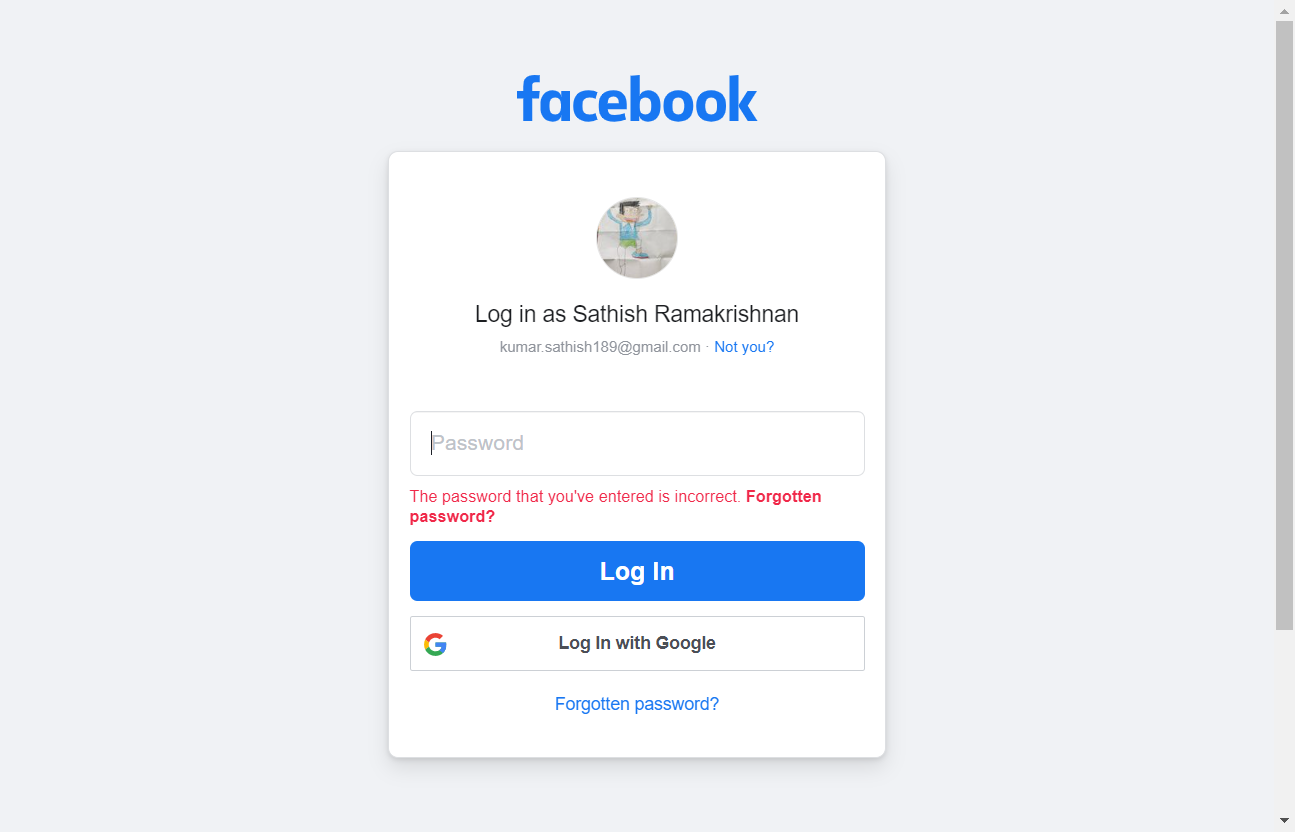 facebook
Log in as Sathish Ramakrishnan
kumar.sathish189@gmail.com · Not you?
Password
The password that you've entered is incorrect. Forgotten
password?
Log In
Log In with Google
Forgotten password?